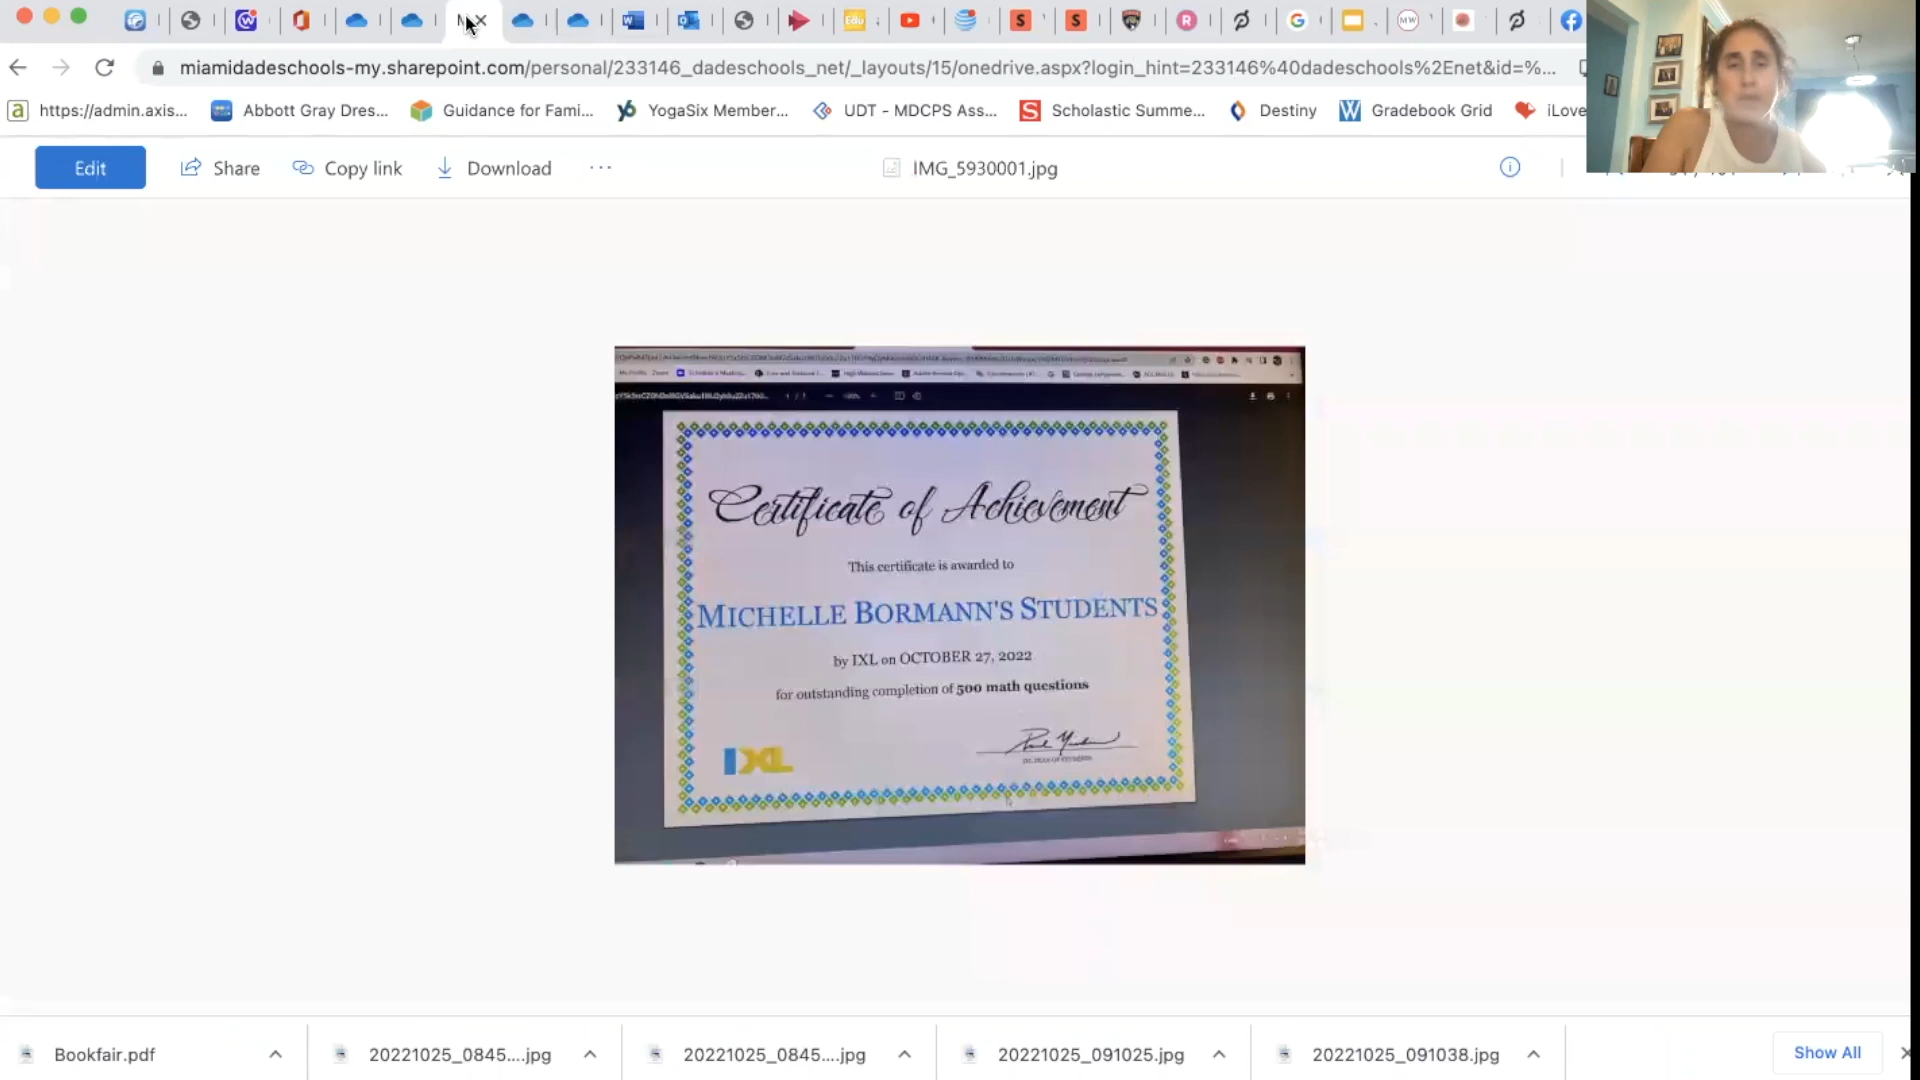 miamidadeschools-my.sharepoint.com/personal/233146_dadeschools_net/_layouts/15/onedrive.aspx?login_hint=233146%40dadeschools%2Enet&id=%...
https://admin.axis... Abbott Gray Dres... Guidance for Fami... YogaSix Member... UDT - MDCPS Ass... Scholastic Summe... Destiny Gradebook Grid iLove
Edit Share Copy link Download ... IMG_5930001.jpg
Certificate of Achievement
This certificate is awarded to
MICHELLE BORMANN'S STUDENTS
by IXL on OCTOBER 27, 2022
for outstanding completion of 500 math questions
IXL
Bookfair.pdf 20221025_0845....jpg 20221025_0845....jpg 20221025_091025.jpg 20221025_091038.jpg Show All